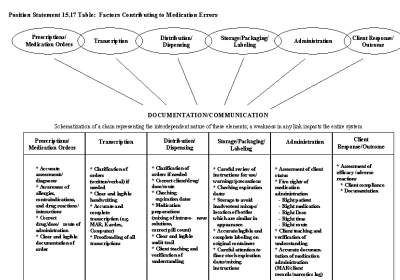 Position Statement 15.17 Table: Factors Contributing to Medication Errors
Prescriptions/
Medication Orders
Transcription
Distribution/
Dispensing
Storage/Packaging/
Labeling
Administration
Client Response/
Outcome
DOCUMENTATION/COMMUNICATION
Schematization of a chain representing the interdependent nature of these elements; a weakness in any link impacts the entire system
Prescriptions/
Medication Orders
Transcription
Distribution/
Dispensing
Storage/Packaging/
Labeling
Administration
Client
Response/Outcome
* Accurate
assessment/
diagnosis
* Awareness of
allergies,
contraindications,
and drug reactions/
interactions
* Correct
drug/dose/ route of
administration
* Clear and legible
documentation of
order
* Clarification of
orders
(written/verbal) if
needed
* Clear and legible
handwriting
* Accurate and
complete
transcription (e.g.
MAR, Kardex,
Computer)
* Proofreading of all
transcriptions
* Clarification of
orders if needed
* Correct client/drug/
dose/route
* Checking
expiration dates
* Medication
preparations
(mixing of intravenous
solutions,
correct pill count)
* Clear and legible
audit trail
* Client teaching and
verification of
understanding
* Careful review of
instructions for use/
warnings/precautions
* Checking expiration
dates
* Storage to avoid
inadvertent mixups/
location of bottles
which are similar in
appearance
* Accurate/legible and
complete labeling on
original container
* Careful attention to
floor stock expiration
dates/mixing
instructions
* Assessment of client
status
* Five rights of
medication
administration
- Right patient
- Right medication
- Right Dose
- Right time
- Right route
* Client teaching and
verification of
understanding
* Accurate documen-
tation of medication
administration
(MAR/client
* Assessment of
efficacy /adverse
reactions
* Client compliance
* Documentation